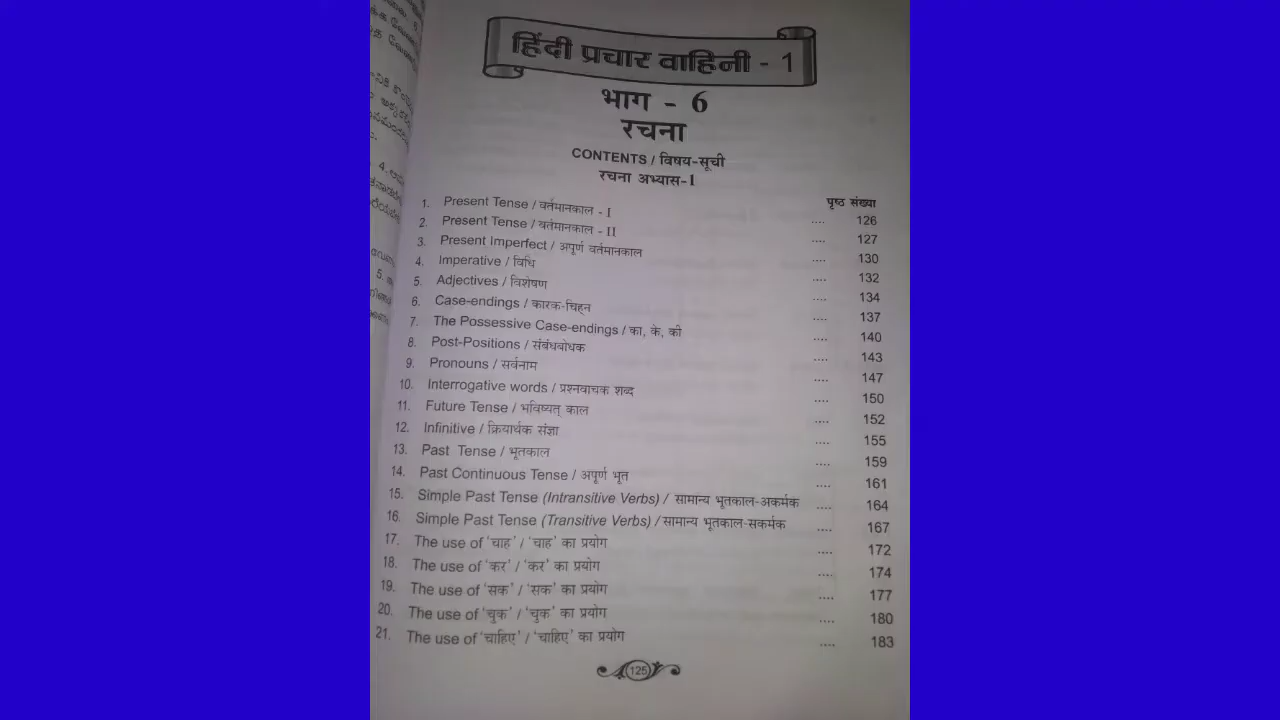 हिंदी प्रचार वाहिनी - 1
भाग - 6
रचना
CONTENTS / विषय-सूची
रचना अभ्यास-I
पृष्ठ संख्या
1. Present Tense / वर्तमानकाल - I .... 126
2. Present Tense / वर्तमानकाल - II .... 127
3. Present Imperfect / अपूर्ण वर्तमानकाल .... 130
4. Imperative / विधि .... 132
5. Adjectives / विशेषण .... 134
6. Case-endings / कारक-चिह्न .... 137
7. The Possessive Case-endings / का, के, की .... 140
8. Post-Positions / संबंधबोधक .... 143
9. Pronouns / सर्वनाम .... 147
10. Interrogative words / प्रश्नवाचक शब्द .... 150
11. Future Tense / भविष्यत् काल .... 152
12. Infinitive / क्रियार्थक संज्ञा .... 155
13. Past Tense / भूतकाल .... 159
14. Past Continuous Tense / अपूर्ण भूत .... 161
15. Simple Past Tense (Intransitive Verbs) / सामान्य भूतकाल-अकर्मक .... 164
16. Simple Past Tense (Transitive Verbs) / सामान्य भूतकाल-सकर्मक .... 167
17. The use of ‘चाह’ / ‘चाह’ का प्रयोग .... 172
18. The use of ‘कर’ / ‘कर’ का प्रयोग .... 174
19. The use of ‘सक’ / ‘सक’ का प्रयोग .... 177
20. The use of ‘चुक’ / ‘चुक’ का प्रयोग .... 180
21. The use of ‘चाहिए’ / ‘चाहिए’ का प्रयोग .... 183
125